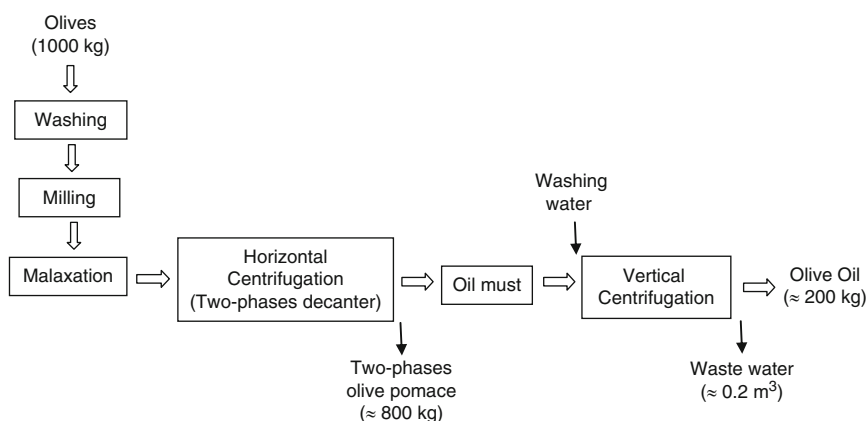 Olives
(1000 kg)
Washing
Milling
Malaxation
Horizontal
Centrifugation
(Two-phases decanter)
Two-phases
olive pomace
(≈ 800 kg)
Oil must
Washing
water
Vertical
Centrifugation
Olive Oil
(≈ 200 kg)
Waste water
(≈ 0.2 m³)